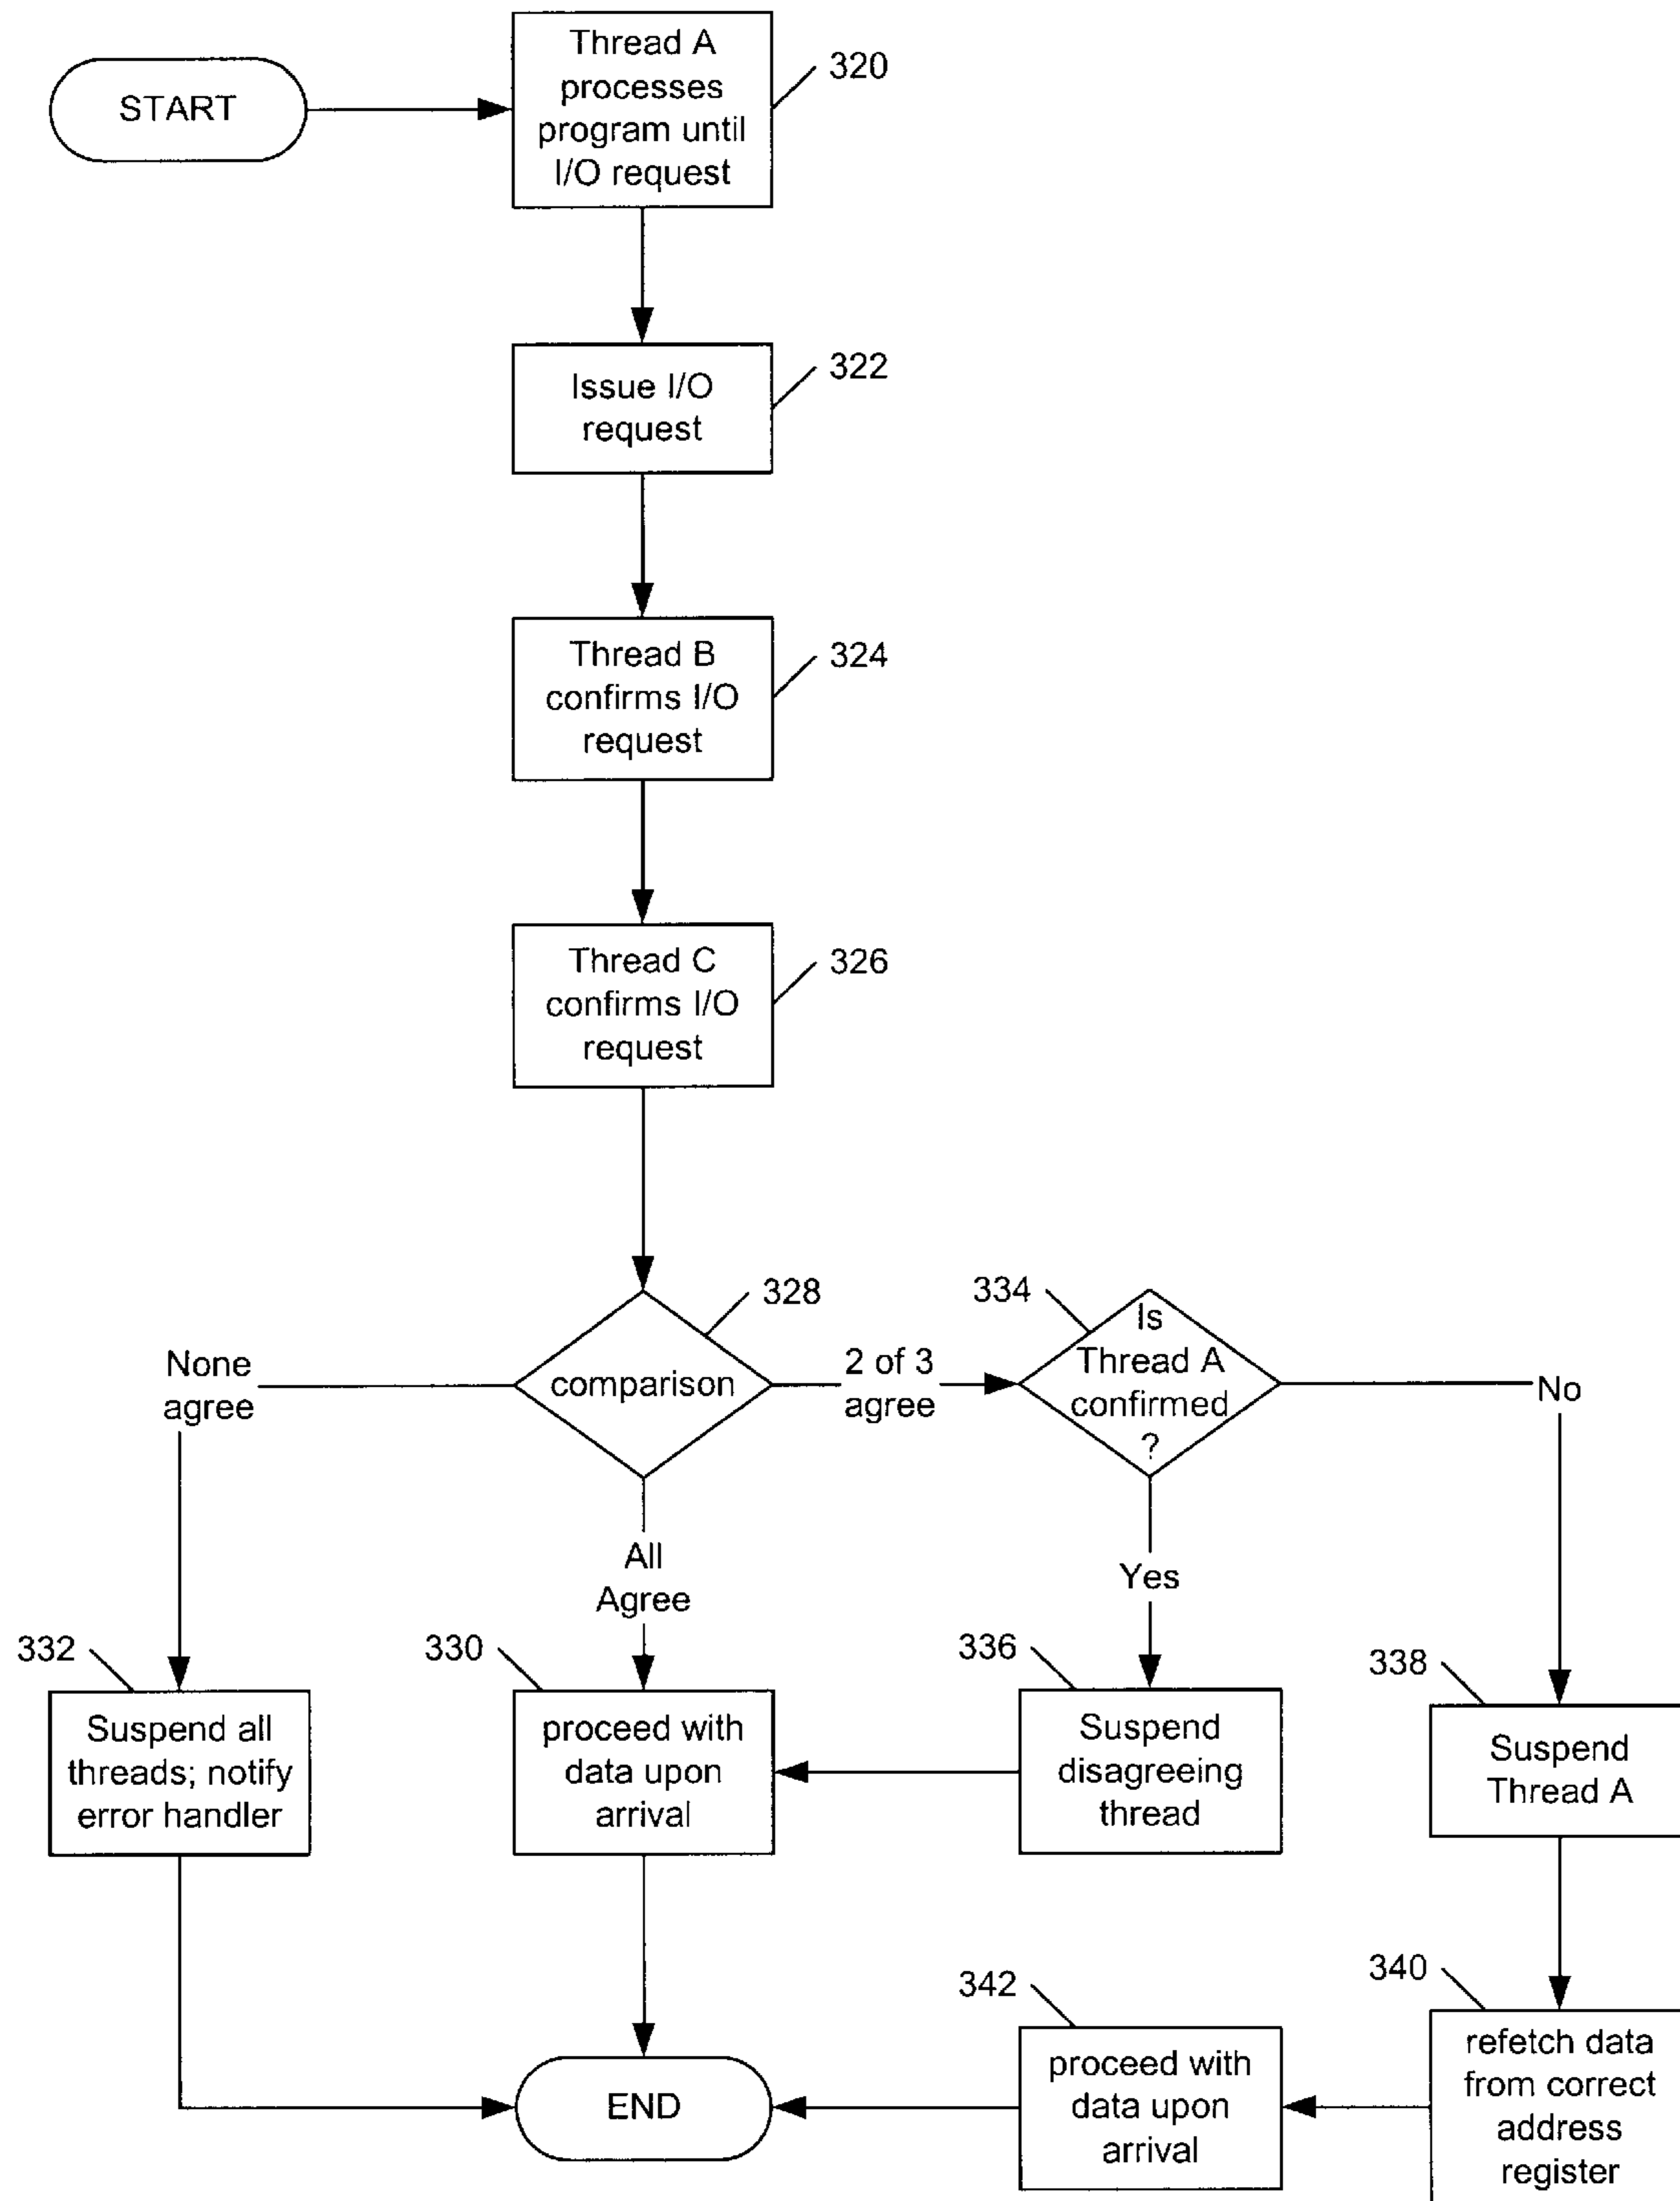 START
Thread A
processes
program until
I/O request
320
Issue I/O
request
322
Thread B
confirms I/O
request
324
Thread C
confirms I/O
request
326
comparison
328
None
agree
All
Agree
2 of 3
agree
334
Is
Thread A
confirmed
?
No
Yes
332
Suspend all
threads; notify
error handler
330
proceed with
data upon
arrival
336
Suspend
disagreeing
thread
338
Suspend
Thread A
340
refetch data
from correct
address
register
342
proceed with
data upon
arrival
END